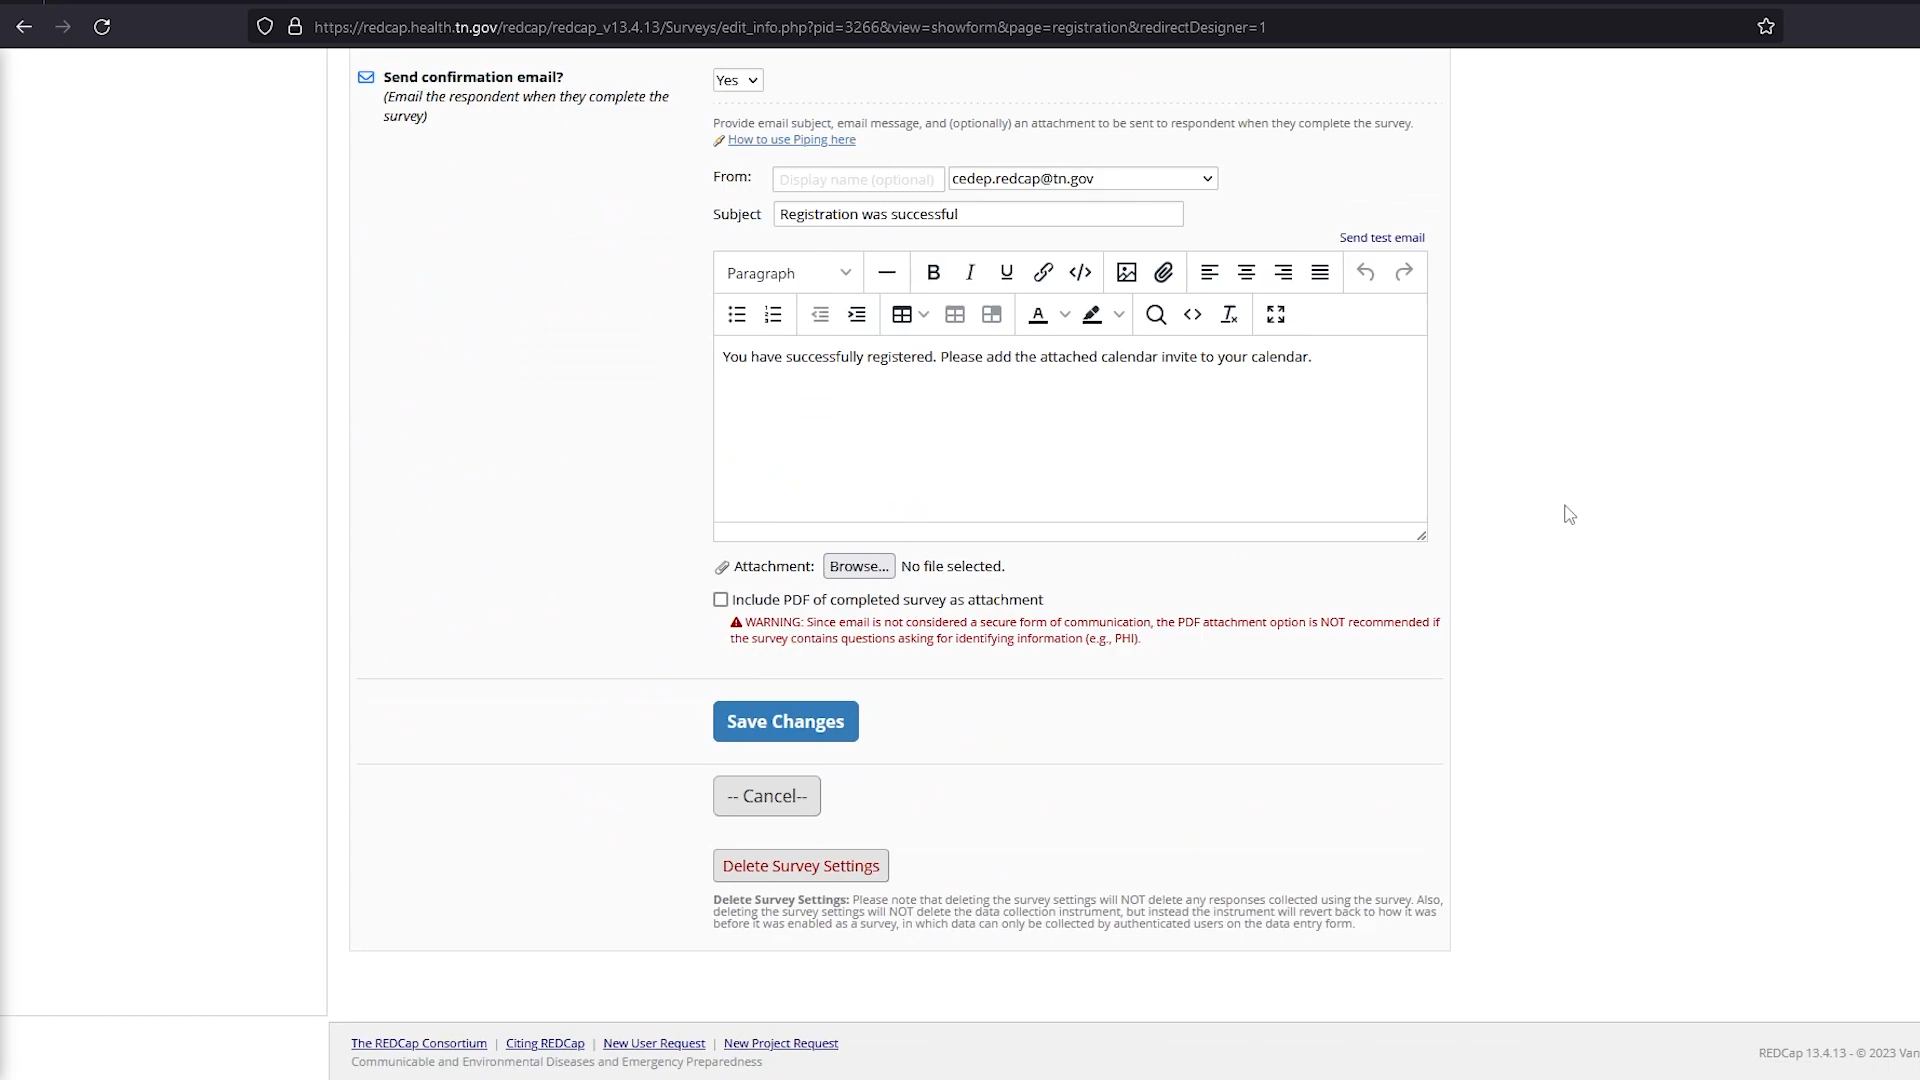 https://redcap.health.tn.gov/redcap/redcap_v13.4.13/Surveys/edit_info.php?pid=3266&view=showform&page=registration&redirectDesigner=1
Send confirmation email?
(Email the respondent when they complete the
survey)
Yes
Provide email subject, email message, and (optionally) an attachment to be sent to respondent when they complete the survey.
How to use Piping here
From:
Display name (optional)
cedep.redcap@tn.gov
Subject
Registration was successful
Send test email
Paragraph
You have successfully registered. Please add the attached calendar invite to your calendar.
Attachment: Browse... No file selected.
Include PDF of completed survey as attachment
WARNING: Since email is not considered a secure form of communication, the PDF attachment option is NOT recommended if
the survey contains questions asking for identifying information (e.g., PHI).
Save Changes
-- Cancel--
Delete Survey Settings
Delete Survey Settings: Please note that deleting the survey settings will NOT delete any responses collected using the survey. Also,
deleting the survey settings will NOT delete the data collection instrument, but instead the instrument will revert back to how it was
before it was enabled as a survey, in which data can only be collected by authenticated users on the data entry form.
The REDCap Consortium | Citing REDCap | New User Request | New Project Request
Communicable and Environmental Diseases and Emergency Preparedness
REDCap 13.4.13 - © 2023 Van